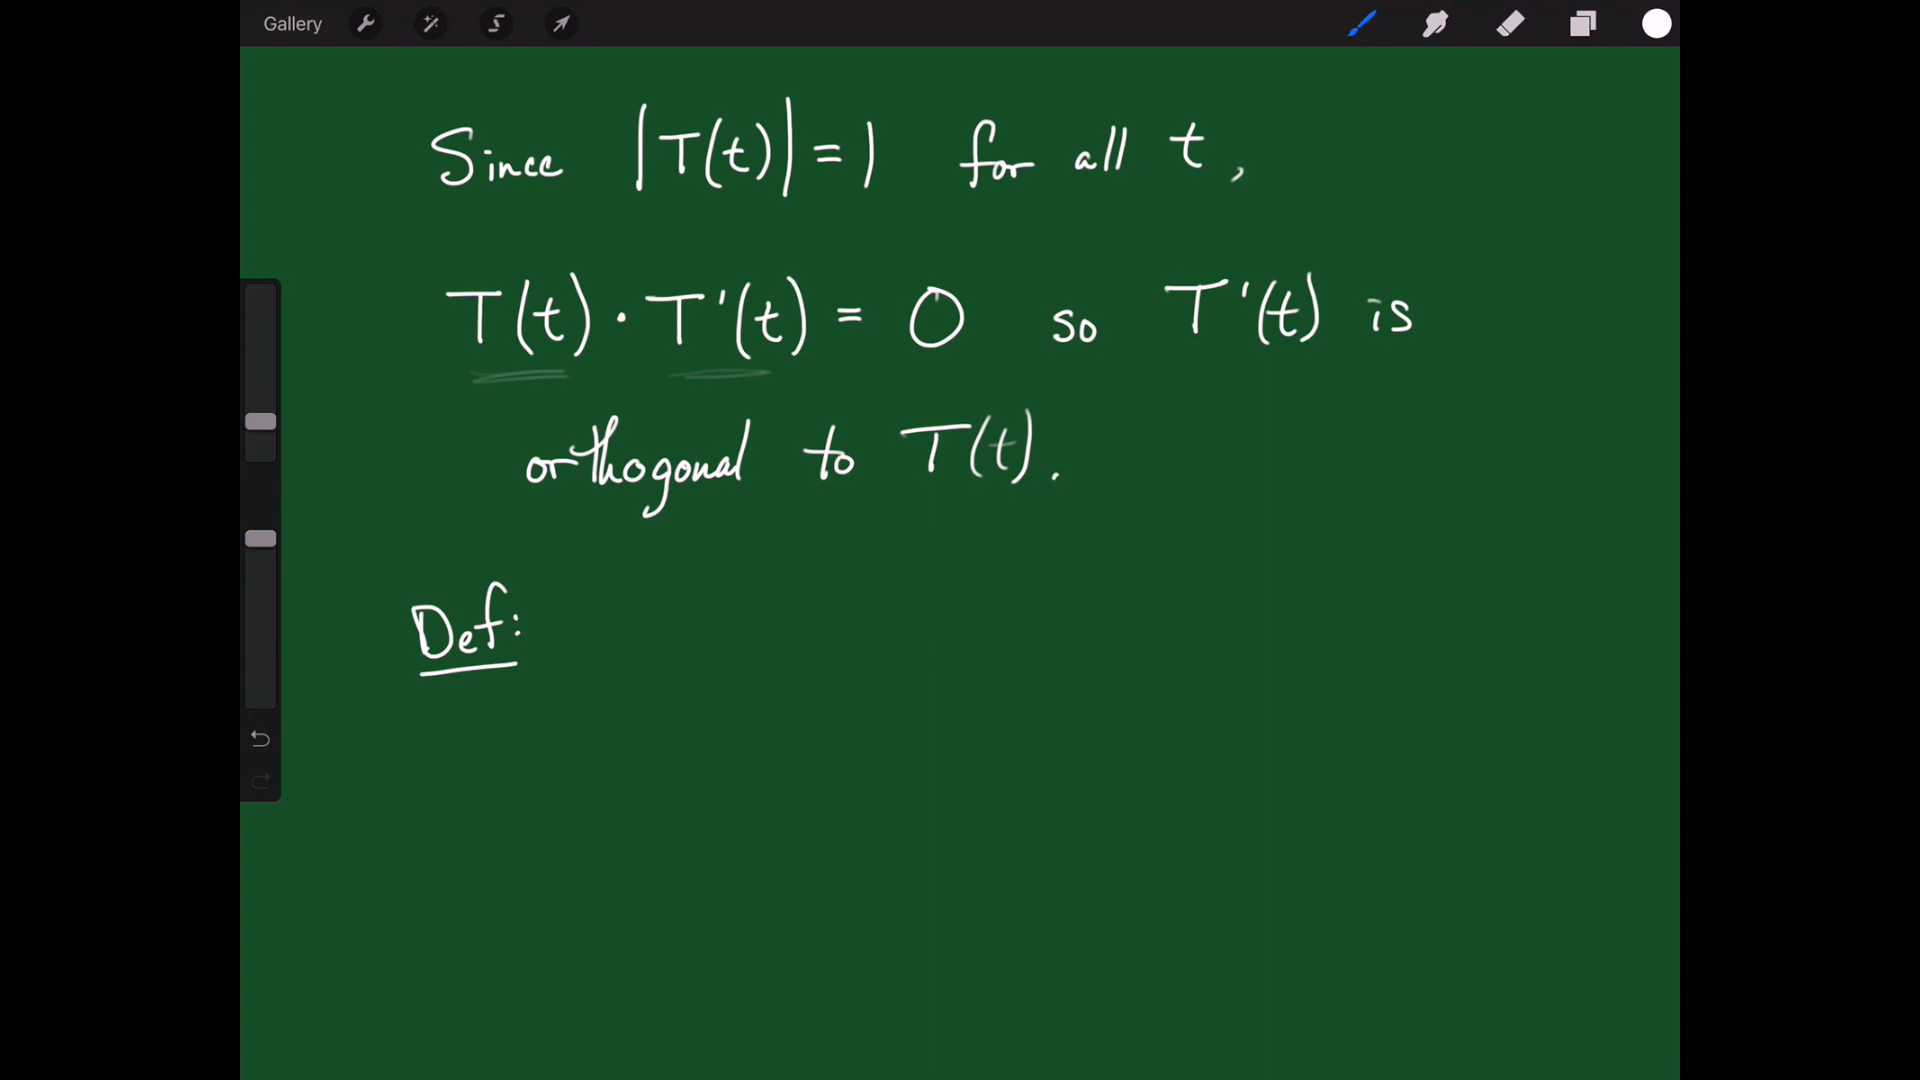 Gallery
Since |T(t)| = 1 for all t,
T(t) · T'(t) = 0 so T'(t) is
orthogonal to T(t).
Def: